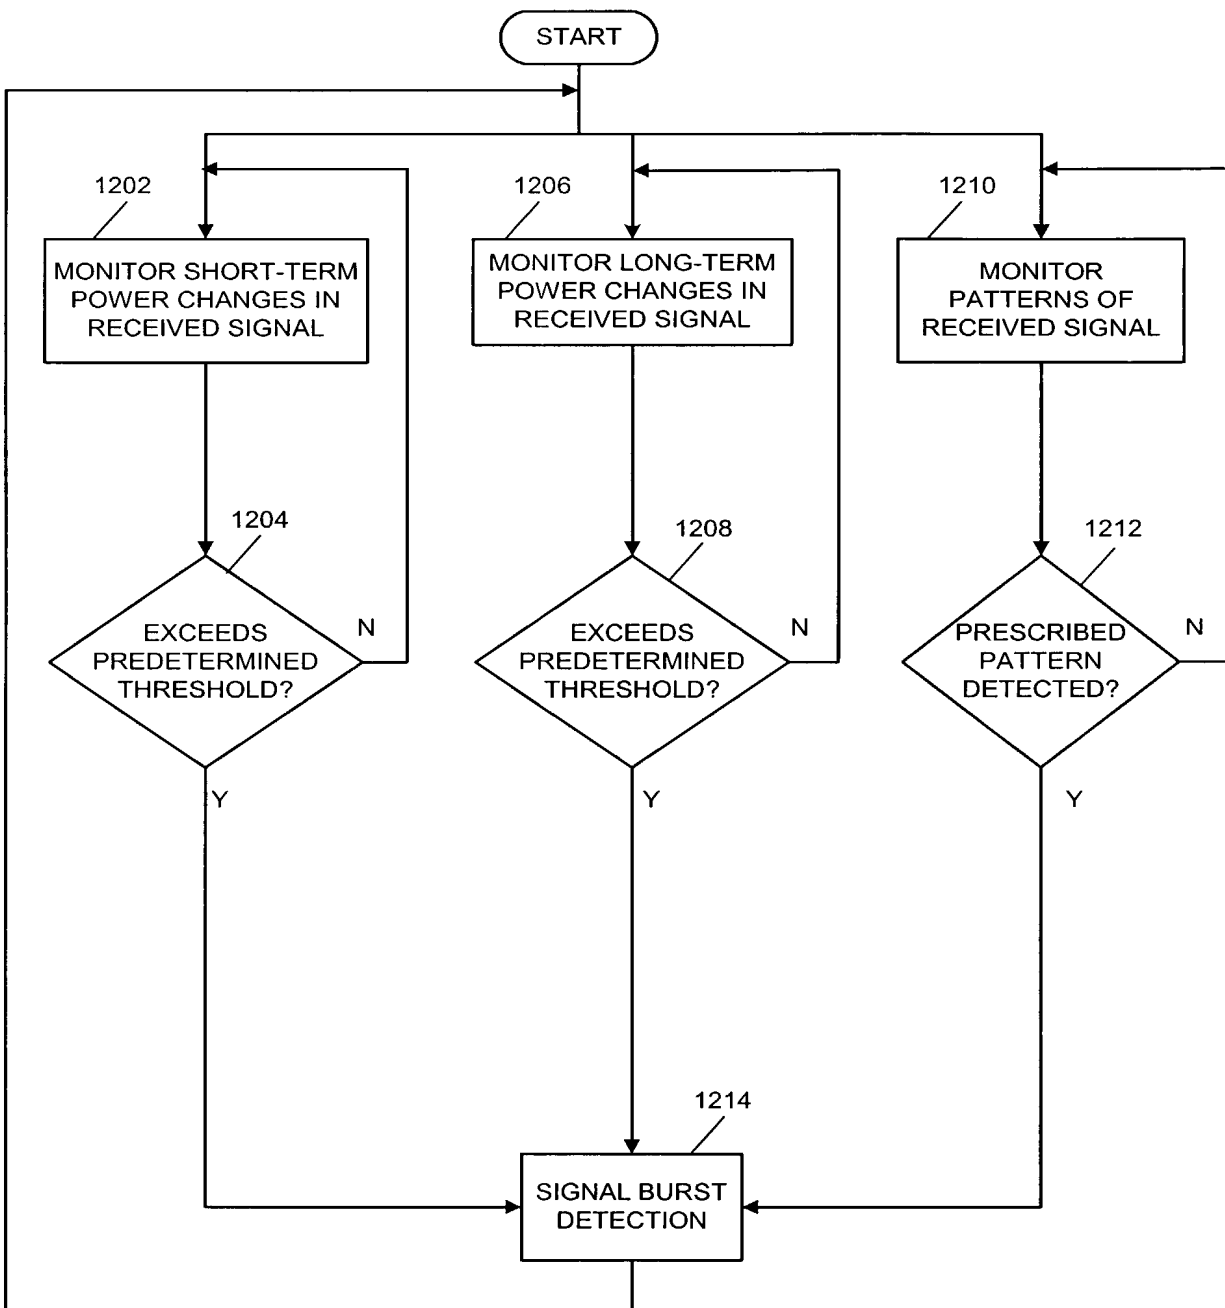 START
1202
MONITOR SHORT-TERM
POWER CHANGES IN
RECEIVED SIGNAL
1206
MONITOR LONG-TERM
POWER CHANGES IN
RECEIVED SIGNAL
1210
MONITOR
PATTERNS OF
RECEIVED SIGNAL
1204
EXCEEDS
PREDETERMINED
THRESHOLD?
N
Y
1208
EXCEEDS
PREDETERMINED
THRESHOLD?
N
Y
1212
PRESCRIBED
PATTERN
DETECTED?
N
Y
1214
SIGNAL BURST
DETECTION